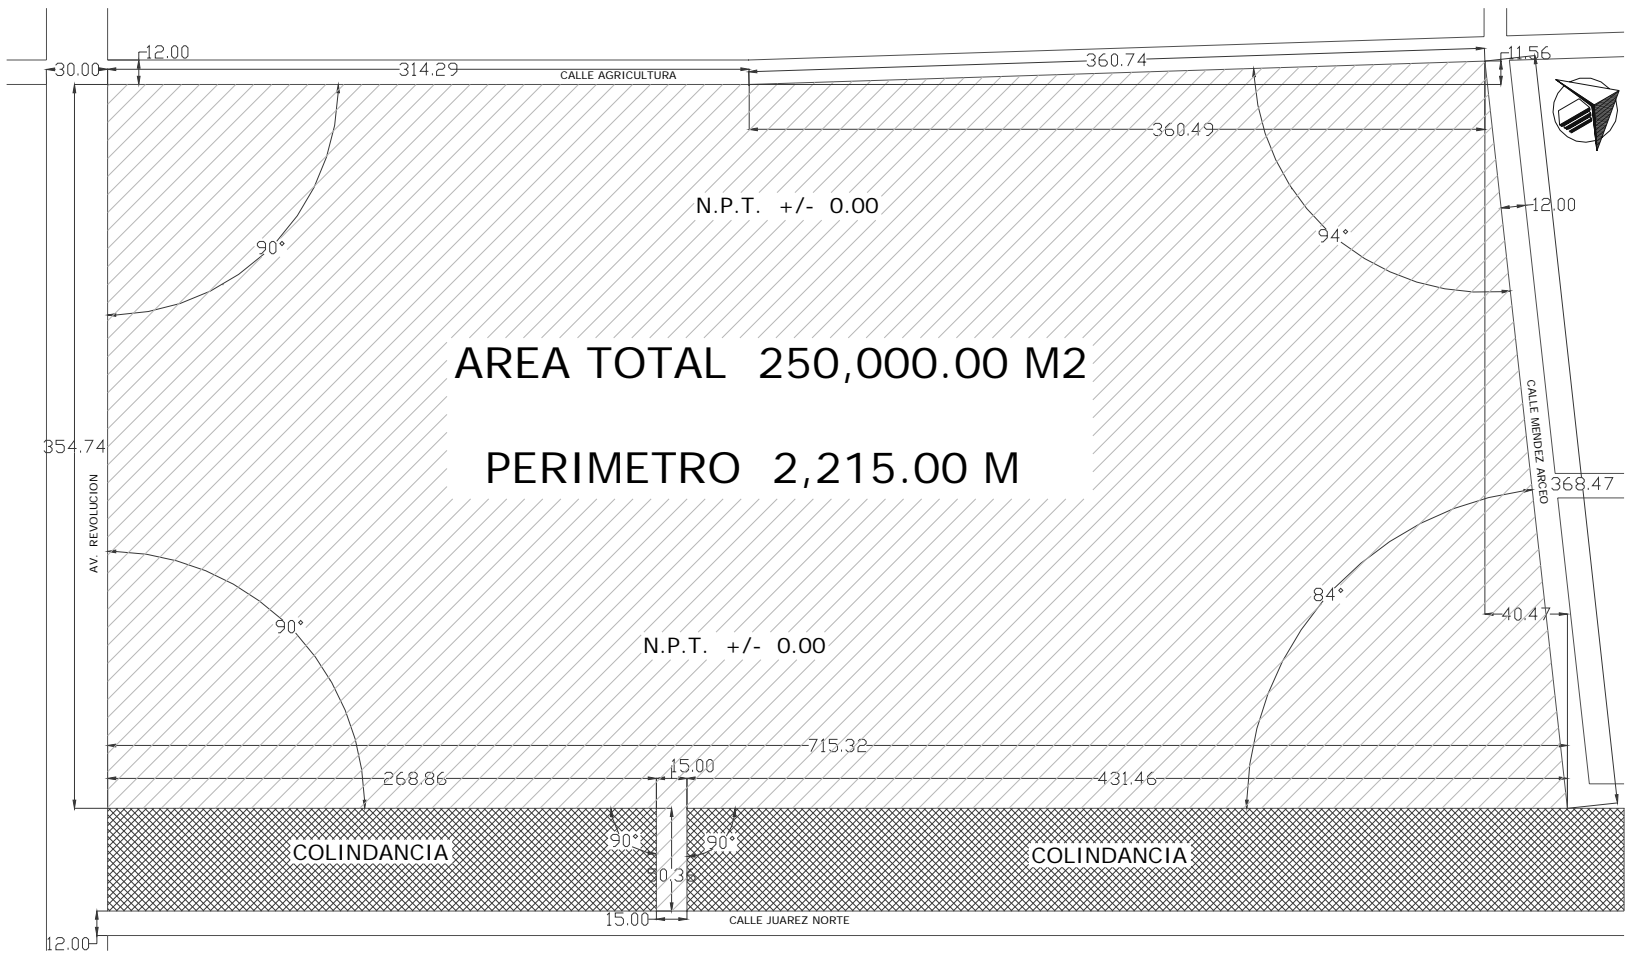 12.00
30.00
314.29
CALLE AGRICULTURA
360.74
11.56
360.49
N.P.T. +/- 0.00
12.00
90°
94°
AREA TOTAL 250,000.00 M2
PERIMETRO 2,215.00 M
354.74
AV. REVOLUCION
CALLE MENDEZ ARCEO
368.47
90°
84°
40.47
N.P.T. +/- 0.00
715.32
268.86
15.00
431.46
90°
90°
COLINDANCIA
COLINDANCIA
15.00
CALLE JUAREZ NORTE
12.00